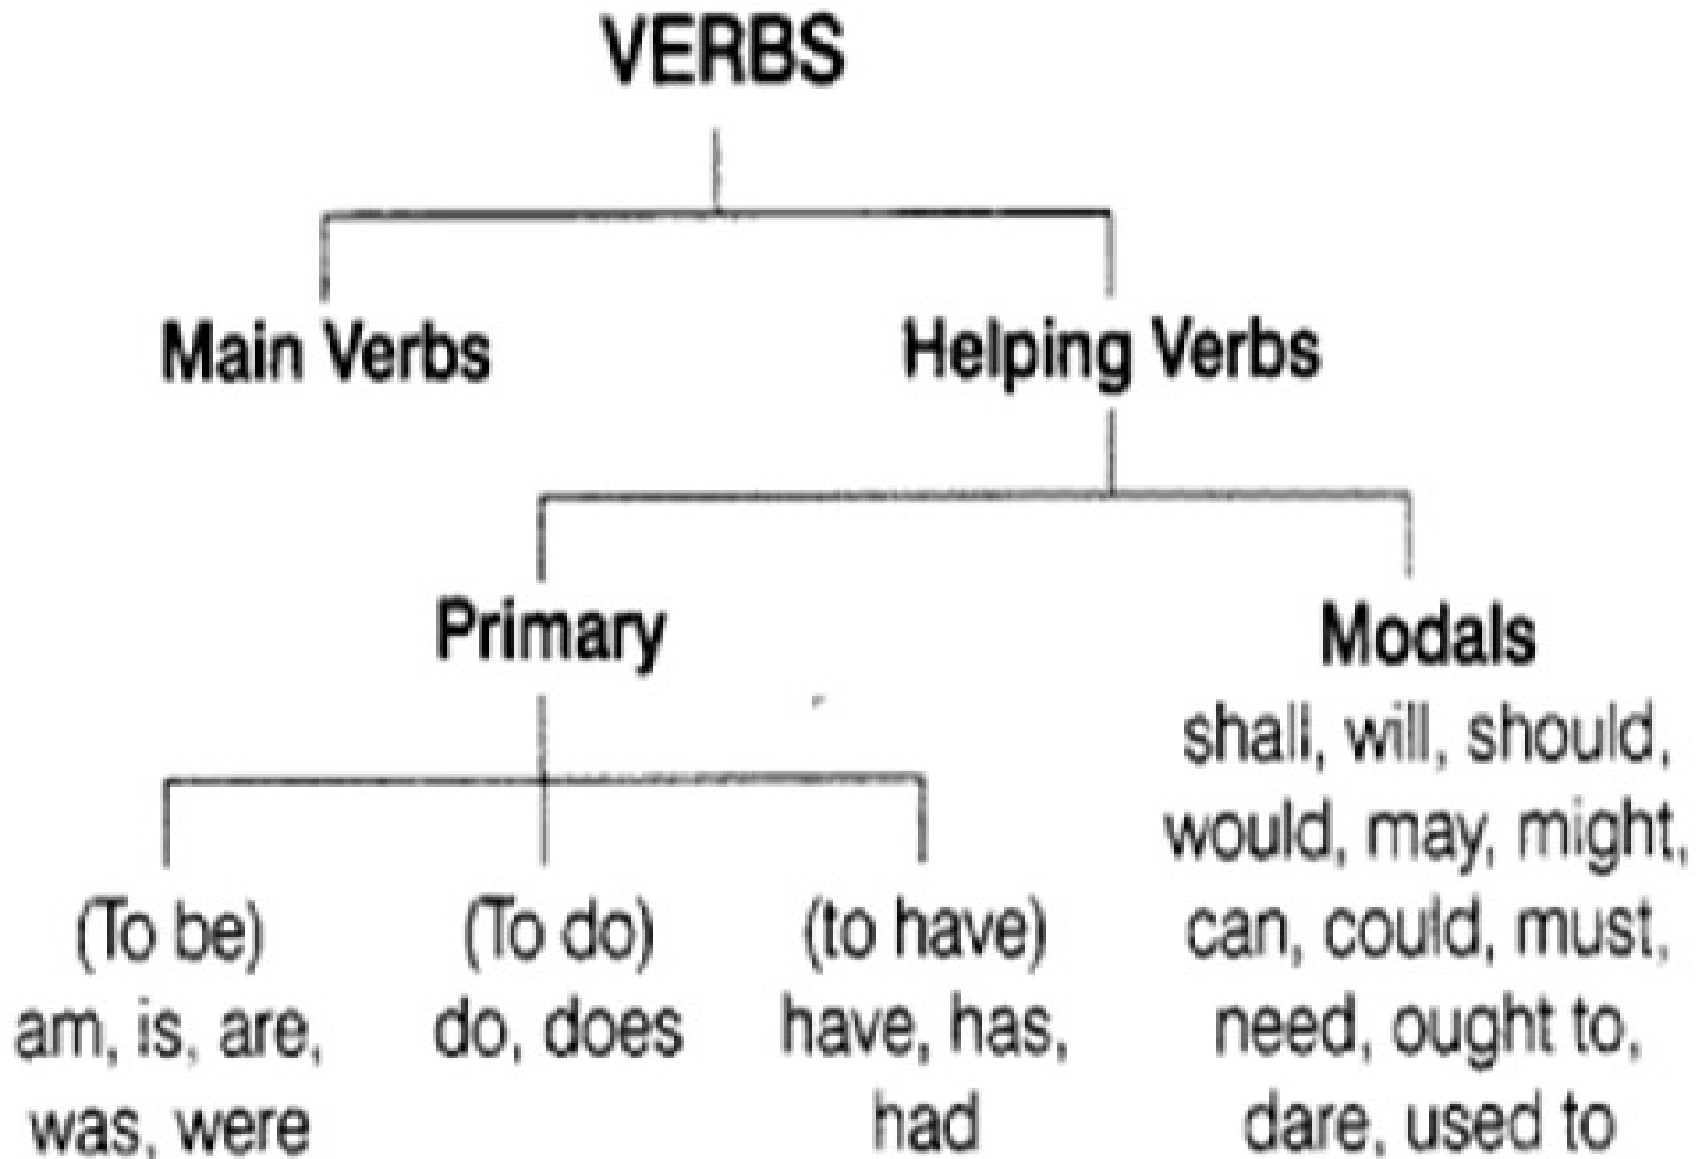 VERBS
Main Verbs
Helping Verbs
Primary
Modals
shall, will, should,
would, may, might,
can, could, must,
need, ought to,
dare, used to
(To be)
am, is, are,
was, were
(To do)
do, does
(to have)
have, has,
had